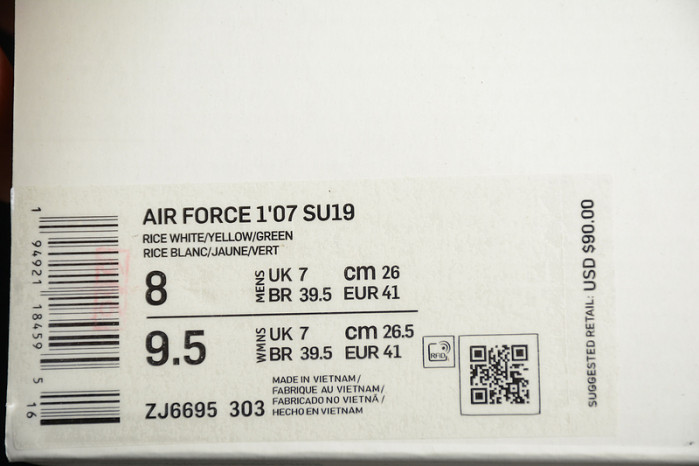 AIR FORCE 1'07 SU19
RICE WHITE/YELLOW/GREEN
RICE BLANC/JAUNE/VERT
8 MENS UK 7 cm 26
BR 39.5 EUR 41
9.5 WMNS UK 7 cm 26.5
BR 39.5 EUR 41
RFID
MADE IN VIETNAM/
FABRIQUE AU VIETNAM/
FABRICADO NO VIETNÃ/
HECHO EN VIETNAM
ZJ6695 303
1 94921 18459 5 16
SUGGESTED RETAIL: USD $90.00